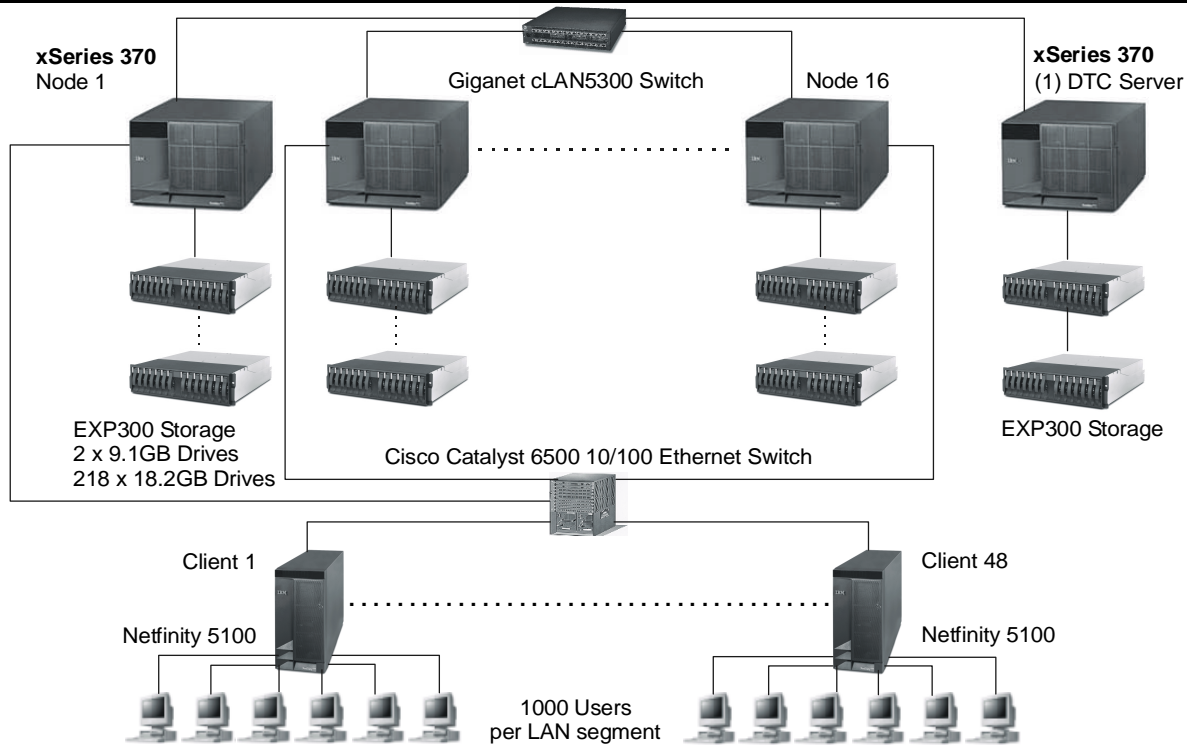 xSeries 370
Node 1
Giganet cLAN5300 Switch
Node 16
xSeries 370
(1) DTC Server
EXP300 Storage
2 x 9.1GB Drives
218 x 18.2GB Drives
EXP300 Storage
Cisco Catalyst 6500 10/100 Ethernet Switch
Client 1
Client 48
Netfinity 5100
Netfinity 5100
1000 Users
per LAN segment